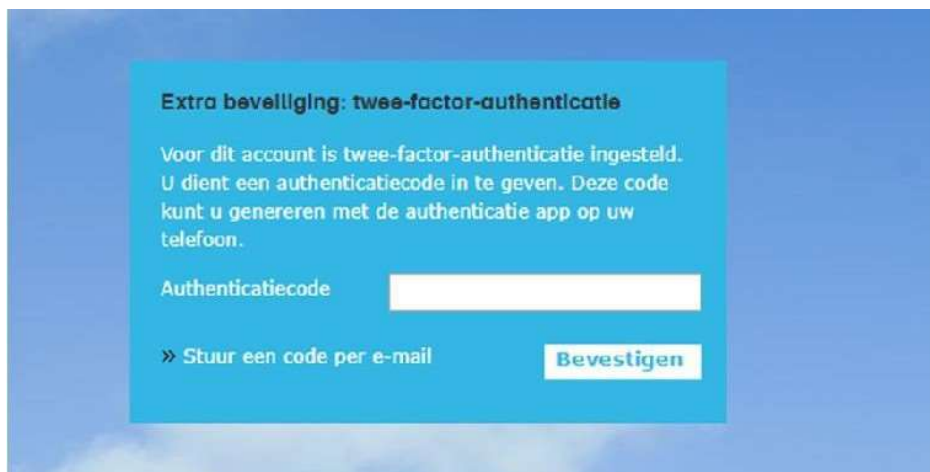 Extra beveiliging: twee-factor-authenticatie
Voor dit account is twee-factor-authenticatie ingesteld.
U dient een authenticatiecode in te geven. Deze code
kunt u genereren met de authenticatie app op uw
telefoon.
Authenticatiecode
» Stuur een code per e-mail
Bevestigen